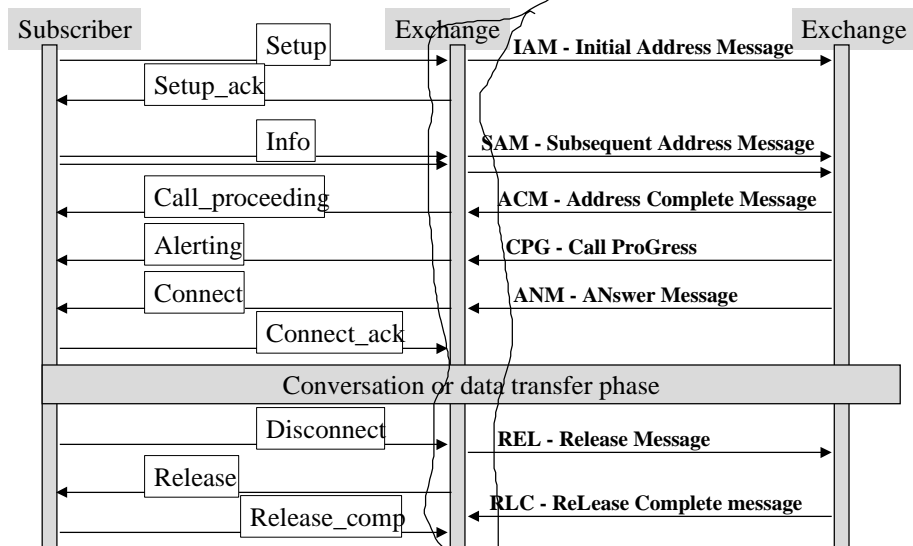 Subscriber
Exchange
Exchange
Setup
IAM - Initial Address Message
Setup_ack
Info
SAM - Subsequent Address Message
Call_proceeding
ACM - Address Complete Message
Alerting
CPG - Call ProGress
Connect
ANM - ANswer Message
Connect_ack
Conversation or data transfer phase
Disconnect
REL - Release Message
Release
RLC - ReLease Complete message
Release_comp